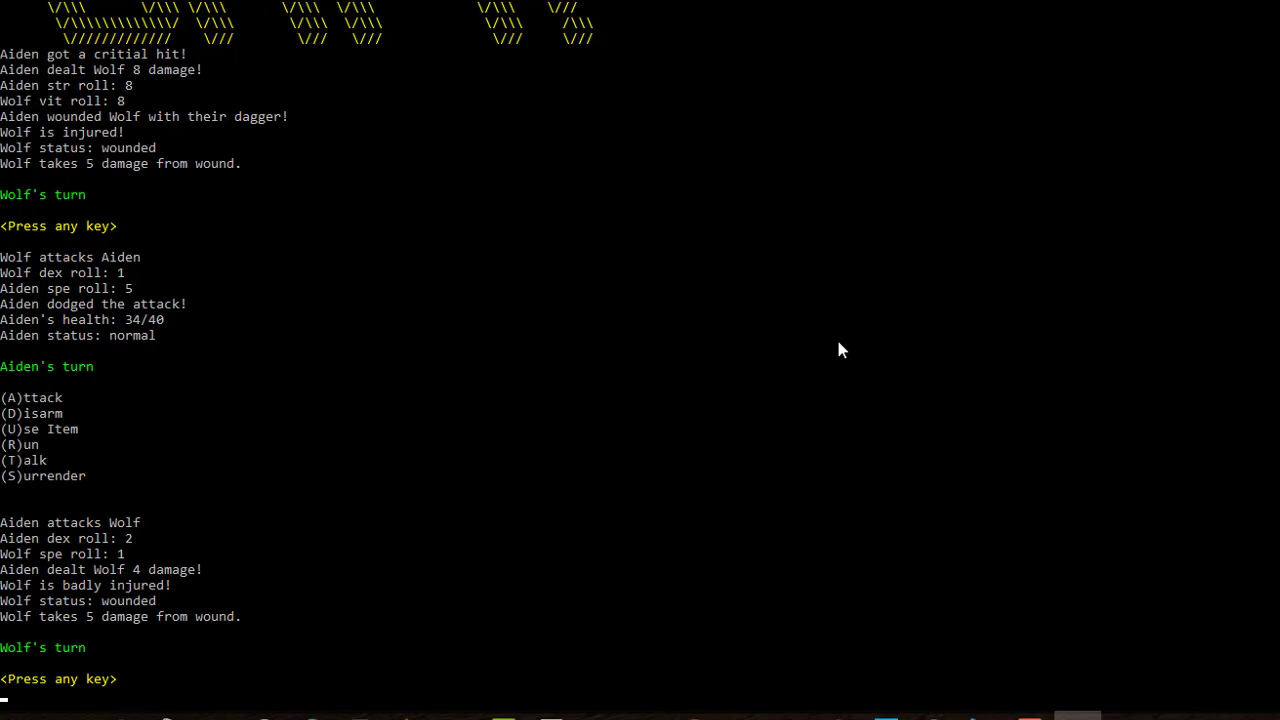 Aiden got a critial hit!
Aiden dealt Wolf 8 damage!
Aiden str roll: 8
Wolf vit roll: 8
Aiden wounded Wolf with their dagger!
Wolf is injured!
Wolf status: wounded
Wolf takes 5 damage from wound.
Wolf's turn
<Press any key>
Wolf attacks Aiden
Wolf dex roll: 1
Aiden spe roll: 5
Aiden dodged the attack!
Aiden's health: 34/40
Aiden status: normal
Aiden's turn
(A)ttack
(D)isarm
(U)se Item
(R)un
(T)alk
(S)urrender
Aiden attacks Wolf
Aiden dex roll: 2
Wolf spe roll: 1
Aiden dealt Wolf 4 damage!
Wolf is badly injured!
Wolf status: wounded
Wolf takes 5 damage from wound.
Wolf's turn
<Press any key>